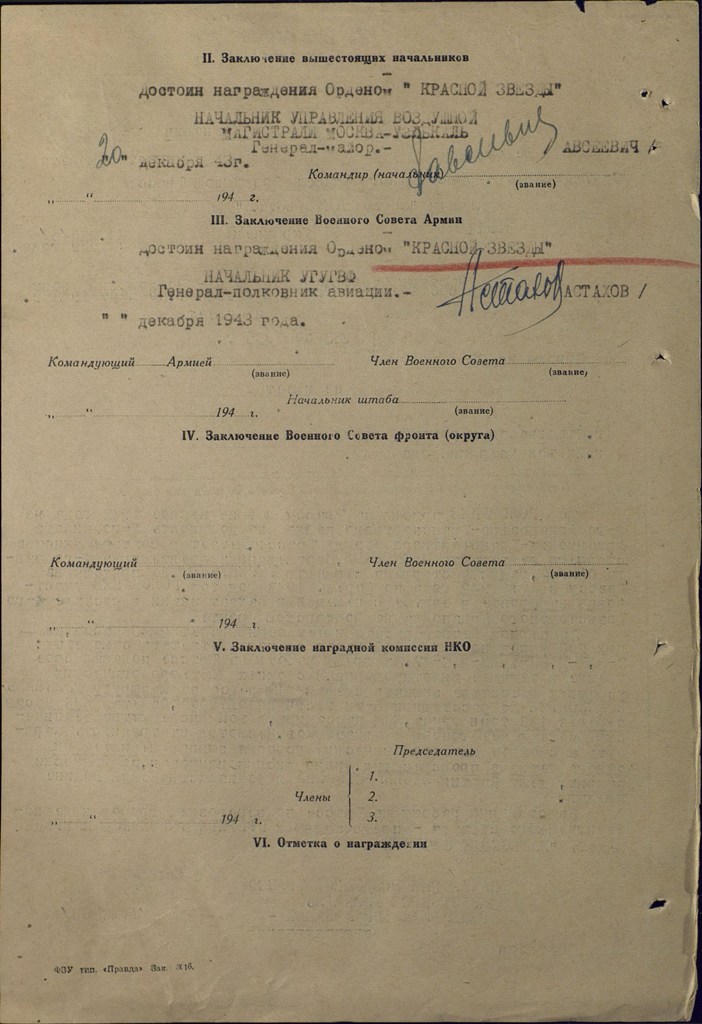 II. Заключение вышестоящих начальников
достоин награждения Орденом " КРАСНОЙ ЗВЕЗДЫ"
НАЧАЛЬНИК УПРАВЛЕНИЯ ВОЗДУШНОЙ
МАГИСТРАЛИ МОСКВА-УЭЛЬКАЛЬ
Генерал-майор.- АВСЕЕВИЧ /
20" декабря 43г.
Командир (начальник)
(звание)
„ " 194 г.
III. Заключение Военного Совета Армии
достоин награждения Орденом "КРАСНОЙ ЗВЕЗДЫ"
НАЧАЛЬНИК УГУГВФ
Генерал-полковник авиации.- Астахов АСТАХОВ /
" " декабря 1943 года.
Командующий Армией Член Военного Совета
(звание) (звание)
Начальник штаба
„ " 194 г. (звание)
IV. Заключение Военного Совета фронта (округа)
Командующий Член Военного Совета
(звание) (звание)
„ " 194 г.
V. Заключение наградной комиссии НКО
Председатель
1.
Члены 2.
„ " 194 г. 3.
VI. Отметка о награждении
ФЗУ тип. «Правда» Зак.